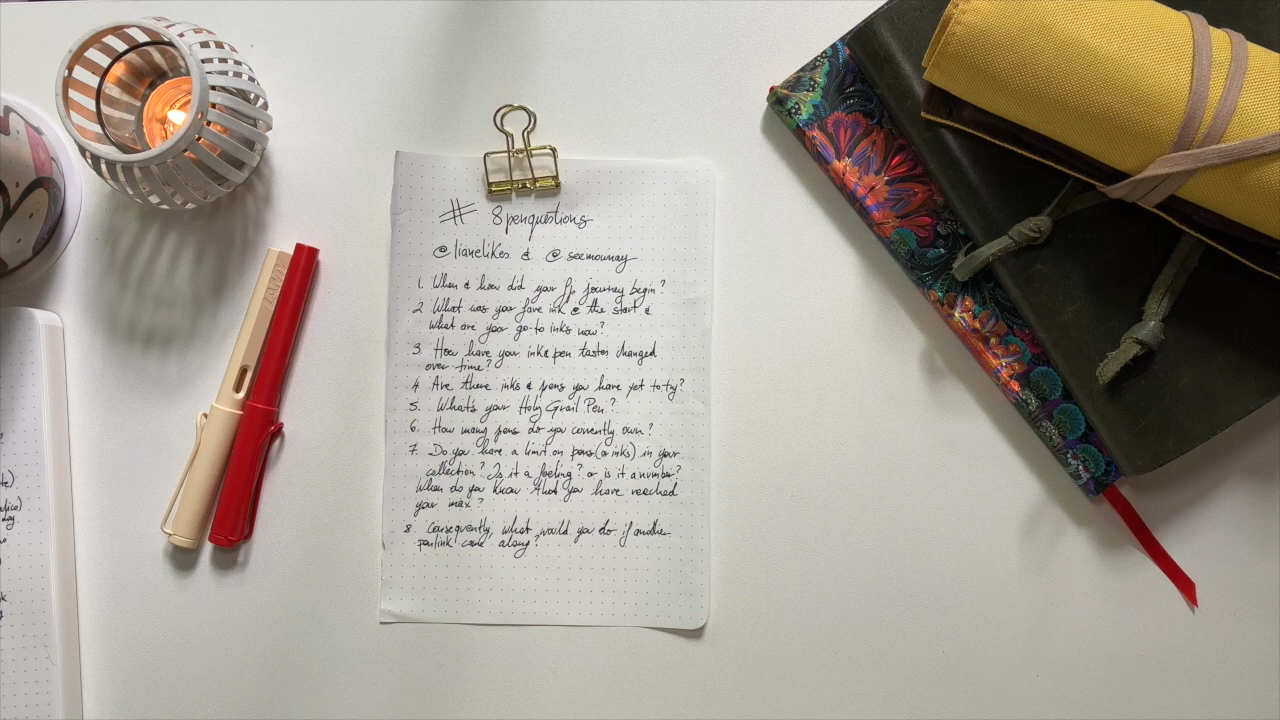 # 8penquestions
@lianelikes & @seemownay
1. When & how did your fp journey begin?
2 What was your fave ink @ the start &
what are your go-to inks now?
3. How have your ink & pen tastes changed
over time?
4 Are there inks & pens you have yet to try?
5. What's your Holy Grail Pen?
6. How many pens do you currently own?
7. Do you have a limit on pens (or inks) in your
collection? Is it a feeling? or is it a number?
When do you know that you have reached
your max?
8. Consequently, what would you do if another
pen/ink came along?
LAMY
day